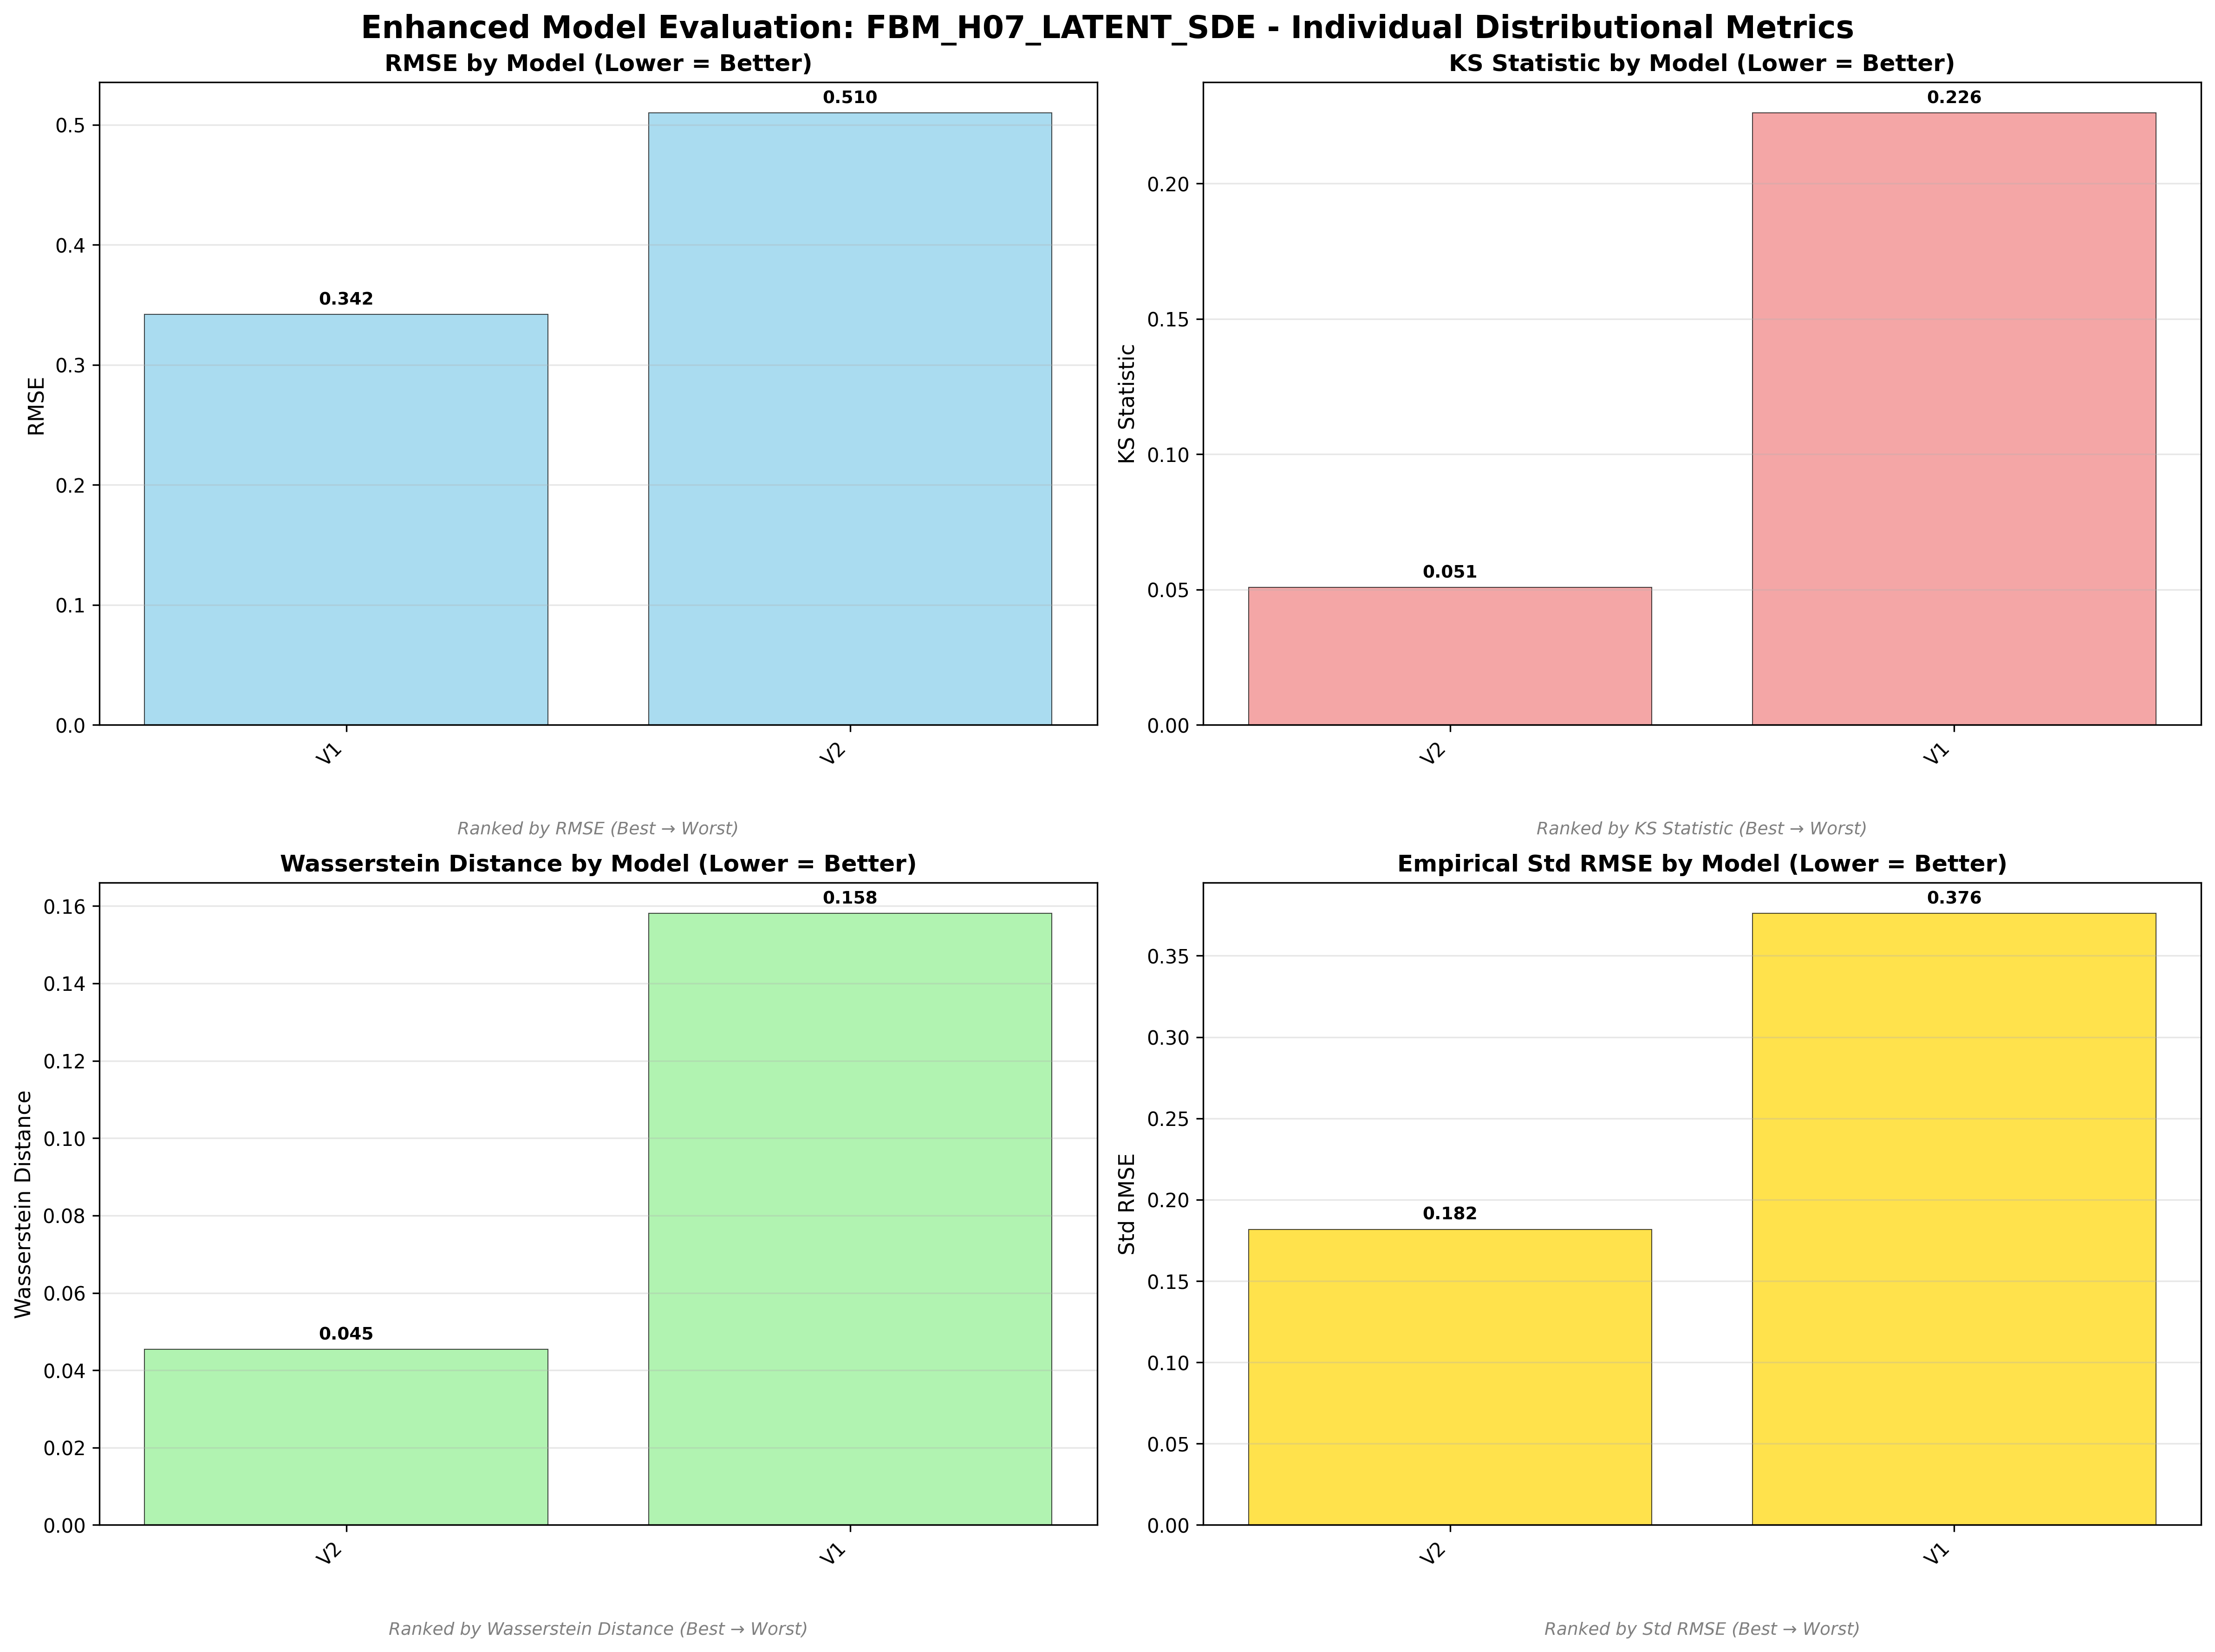 Enhanced Model Evaluation: FBM_H07_LATENT_SDE - Individual Distributional Metrics
RMSE by Model (Lower = Better)
0.510
0.5
0.4
0.342
0.3
0.2
0.1
0.0
RMSE
V1
V2
Ranked by RMSE (Best → Worst)
KS Statistic by Model (Lower = Better)
0.226
0.20
0.15
0.10
0.051
0.05
0.00
KS Statistic
V2
V1
Ranked by KS Statistic (Best → Worst)
Wasserstein Distance by Model (Lower = Better)
0.158
0.16
0.14
0.12
0.10
0.08
0.06
0.045
0.04
0.02
0.00
Wasserstein Distance
V2
V1
Ranked by Wasserstein Distance (Best → Worst)
Empirical Std RMSE by Model (Lower = Better)
0.376
0.35
0.30
0.25
0.20
0.182
0.15
0.10
0.05
0.00
Std RMSE
V2
V1
Ranked by Std RMSE (Best → Worst)